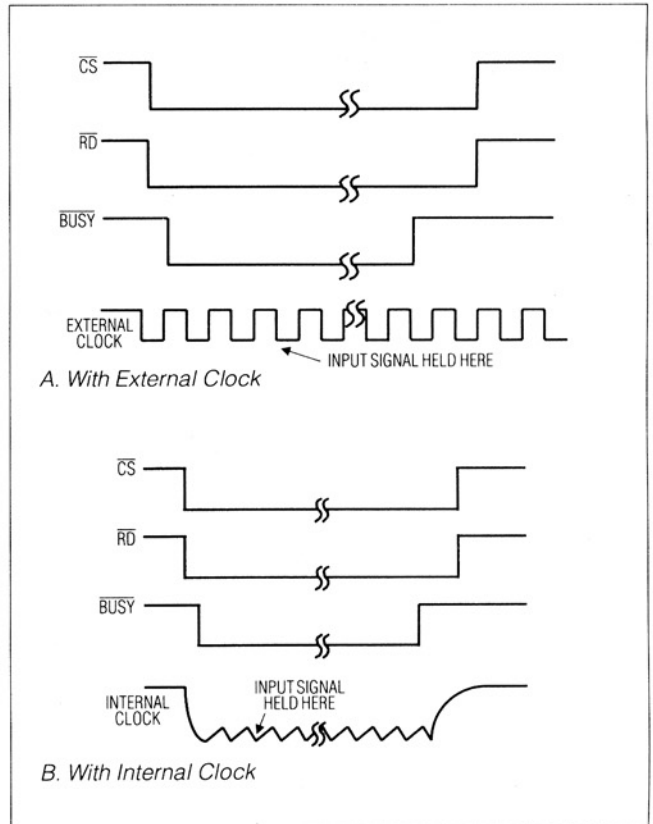 CS
RD
BUSY
EXTERNAL
CLOCK
INPUT SIGNAL HELD HERE
A. With External Clock
CS
RD
BUSY
INTERNAL
CLOCK
INPUT SIGNAL
HELD HERE
B. With Internal Clock